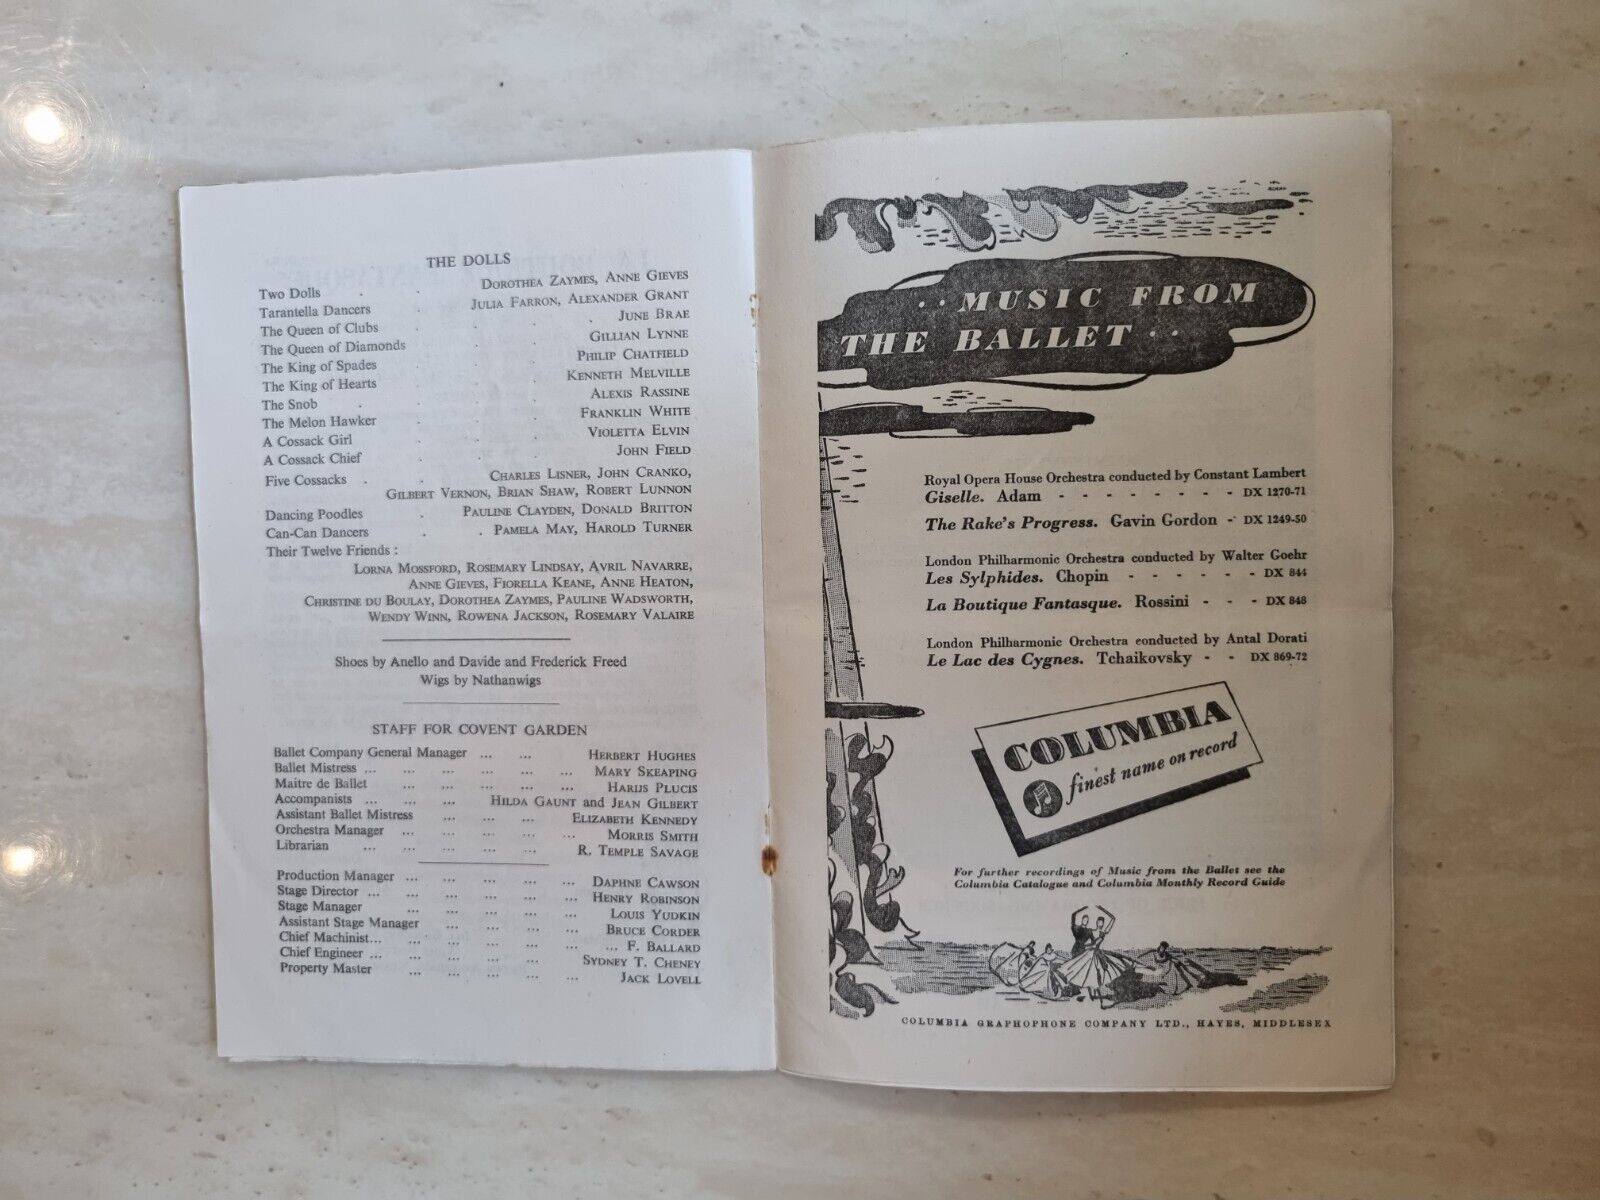 THE DOLLS
Two Dolls . . DOROTHEA ZAYMES, ANNE GIEVES
Tarantella Dancers . JULIA FARRON, ALEXANDER GRANT
The Queen of Clubs . . . . JUNE BRAE
The Queen of Diamonds . . . GILLIAN LYNNE
The King of Spades . . . PHILIP CHATFIELD
The King of Hearts . . . KENNETH MELVILLE
The Snob . . . . ALEXIS RASSINE
The Melon Hawker . . . FRANKLIN WHITE
A Cossack Girl . . . VIOLETTA ELVIN
A Cossack Chief . . . JOHN FIELD
Five Cossacks . . CHARLES LISNER, JOHN CRANKO,
GILBERT VERNON, BRIAN SHAW, ROBERT LUNNON
Dancing Poodles . PAULINE CLAYDEN, DONALD BRITTON
Can-Can Dancers . . PAMELA MAY, HAROLD TURNER
Their Twelve Friends :
LORNA MOSSFORD, ROSEMARY LINDSAY, AVRIL NAVARRE,
ANNE GIEVES, FIORELLA KEANE, ANNE HEATON,
CHRISTINE DU BOULAY, DOROTHEA ZAYMES, PAULINE WADSWORTH,
WENDY WINN, ROWENA JACKSON, ROSEMARY VALAIRE
Shoes by Anello and Davide and Frederick Freed
Wigs by Nathanwigs
STAFF FOR COVENT GARDEN
Ballet Company General Manager ... ... HERBERT HUGHES
Ballet Mistress ... ... ... ... ... ... MARY SKEAPING
Maitre de Ballet ... ... ... ... ... HARIJS PLUCIS
Accompanists ... ... ... HILDA GAUNT and JEAN GILBERT
Assistant Ballet Mistress ... ... ... ELIZABETH KENNEDY
Orchestra Manager ... ... ... ... ... MORRIS SMITH
Librarian ... ... ... ... ... R. TEMPLE SAVAGE
Production Manager ... ... ... ... ... DAPHNE CAWSON
Stage Director ... ... ... ... ... ... HENRY ROBINSON
Stage Manager ... ... ... ... ... LOUIS YUDKIN
Assistant Stage Manager ... ... ... ... BRUCE CORDER
Chief Machinist... ... ... ... ... ... F. BALLARD
Chief Engineer ... ... ... ... ... SYDNEY T. CHENEY
Property Master ... ... ... ... ... JACK LOVELL
· · MUSIC FROM
THE BALLET · ·
Royal Opera House Orchestra conducted by Constant Lambert
Giselle. Adam - - - - - - - - DX 1270-71
The Rake's Progress. Gavin Gordon - DX 1249-50
London Philharmonic Orchestra conducted by Walter Goehr
Les Sylphides. Chopin - - - - - - DX 844
La Boutique Fantasque. Rossini - - - DX 848
London Philharmonic Orchestra conducted by Antal Dorati
Le Lac des Cygnes. Tchaikovsky - - DX 869-72
COLUMBIA
finest name on record
For further recordings of Music from the Ballet see the
Columbia Catalogue and Columbia Monthly Record Guide
COLUMBIA GRAPHOPHONE COMPANY LTD., HAYES, MIDDLESEX